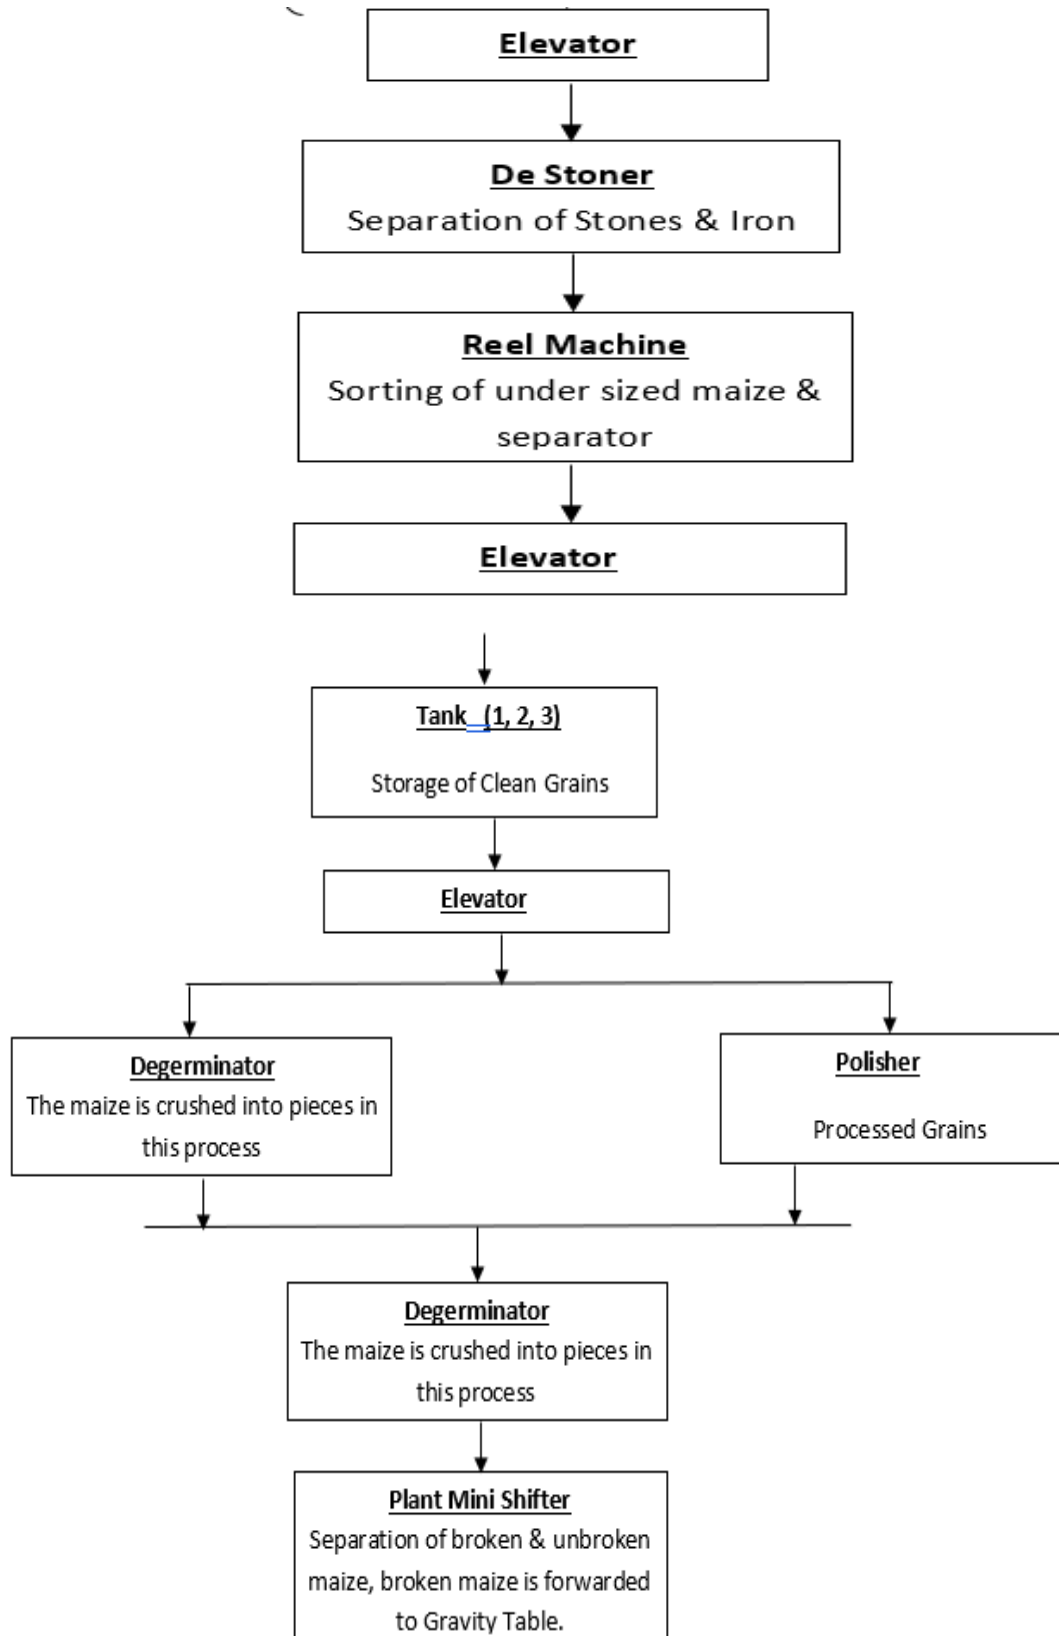 Elevator
De Stoner
Separation of Stones & Iron
Reel Machine
Sorting of under sized maize &
separator
Elevator
Tank (1, 2, 3)
Storage of Clean Grains
Elevator
Degerminator
The maize is crushed into pieces in
this process
Polisher
Processed Grains
Degerminator
The maize is crushed into pieces in
this process
Plant Mini Shifter
Separation of broken & unbroken
maize, broken maize is forwarded
to Gravity Table.